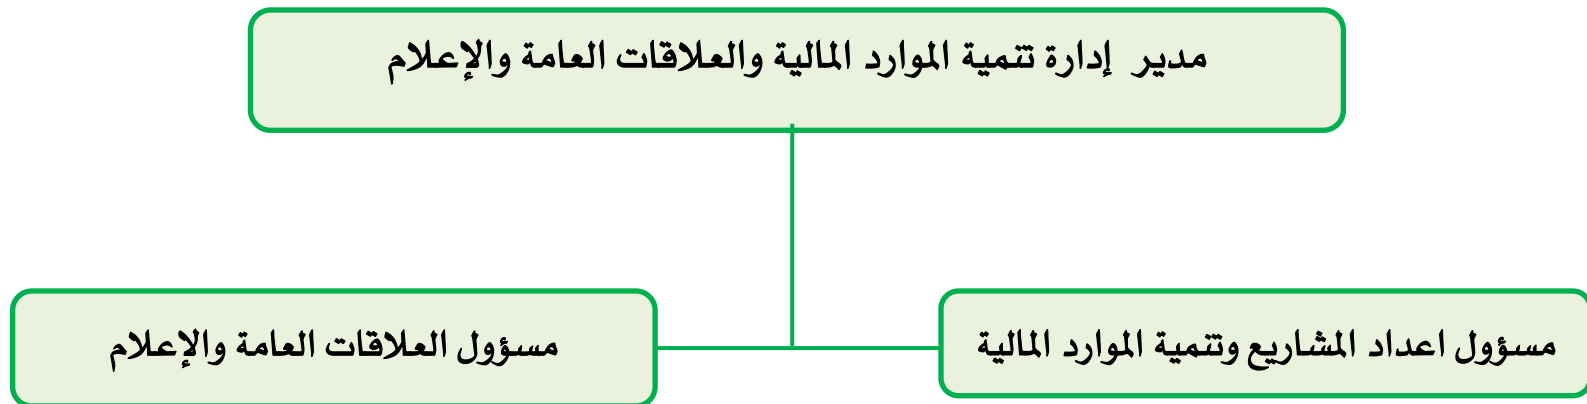 مدير إدارة تنمية الموارد المالية والعلاقات العامة والإعلام
مسؤول اعداد المشاريع وتنمية الموارد المالية
مسؤول العلاقات العامة والإعلام